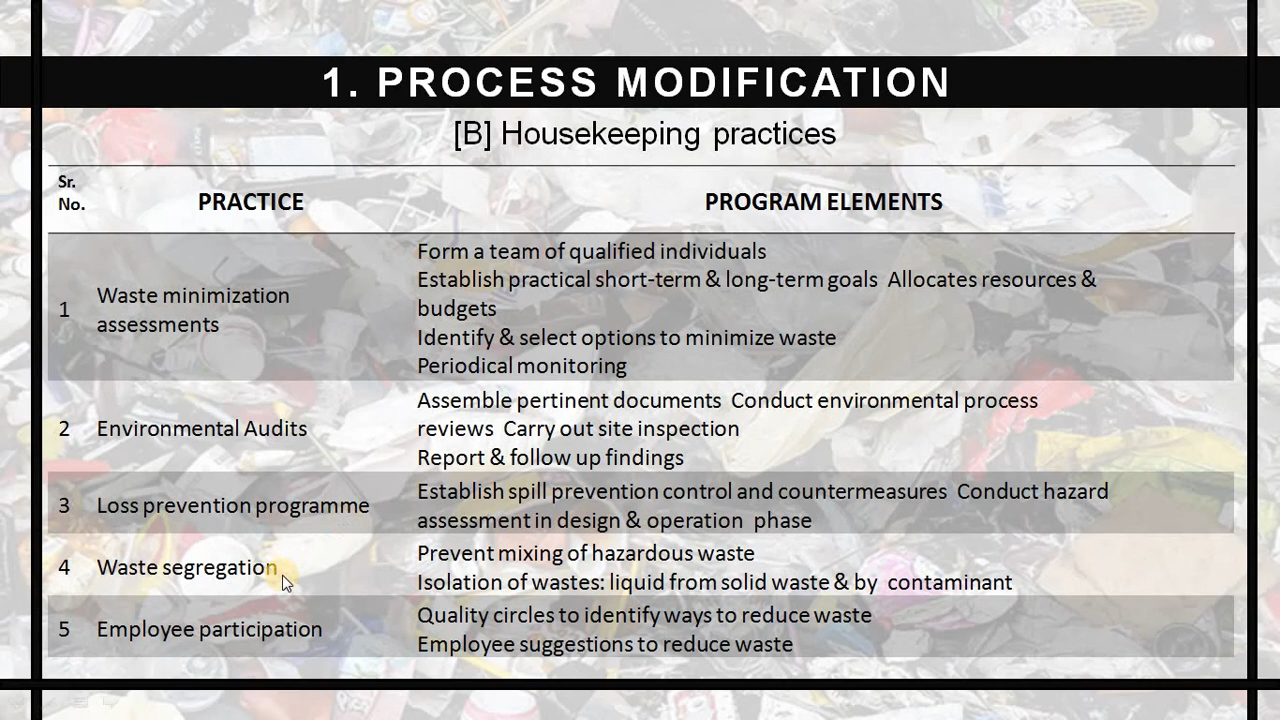 1. PROCESS MODIFICATION
[B] Housekeeping practices
Sr.
No.
PRACTICE
PROGRAM ELEMENTS
1
Waste minimization
assessments
Form a team of qualified individuals
Establish practical short-term & long-term goals  Allocates resources &
budgets
Identify & select options to minimize waste
Periodical monitoring
2
Environmental Audits
Assemble pertinent documents  Conduct environmental process
reviews  Carry out site inspection
Report & follow up findings
3
Loss prevention programme
Establish spill prevention control and countermeasures  Conduct hazard
assessment in design & operation  phase
4
Waste segregation
Prevent mixing of hazardous waste
Isolation of wastes: liquid from solid waste & by  contaminant
5
Employee participation
Quality circles to identify ways to reduce waste
Employee suggestions to reduce waste